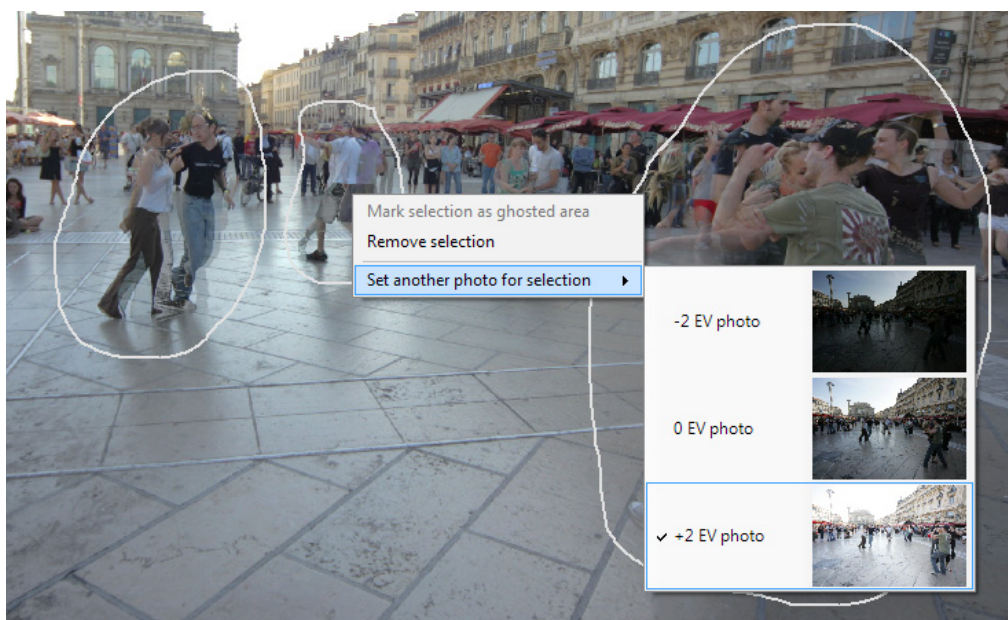 Mark selection as ghosted area
Remove selection
Set another photo for selection
-2 EV photo
0 EV photo
+2 EV photo